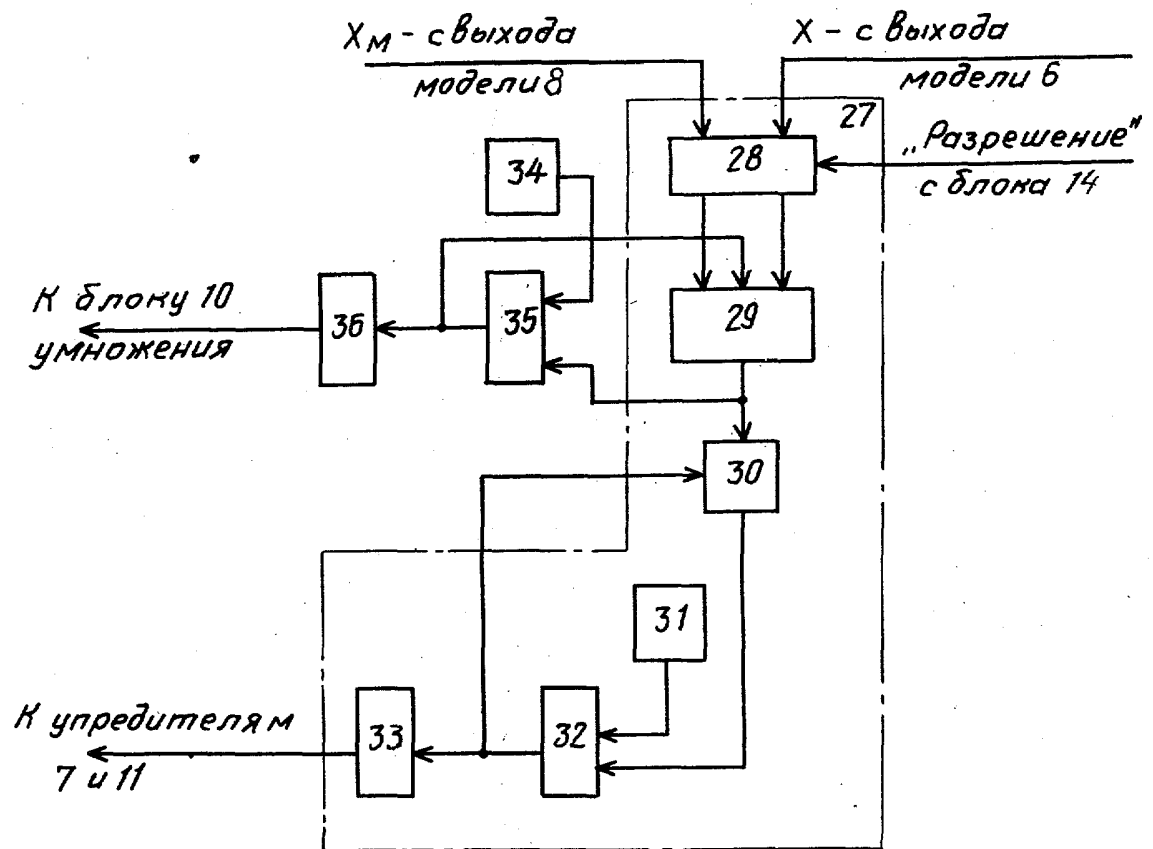 Xм - с выхода
модели 8
X - с выхода
модели 6
27
„Разрешение"
с блока 14
28
34
К блоку 10
умножения
36
35
29
30
31
К упредителям
7 и 11
33
32